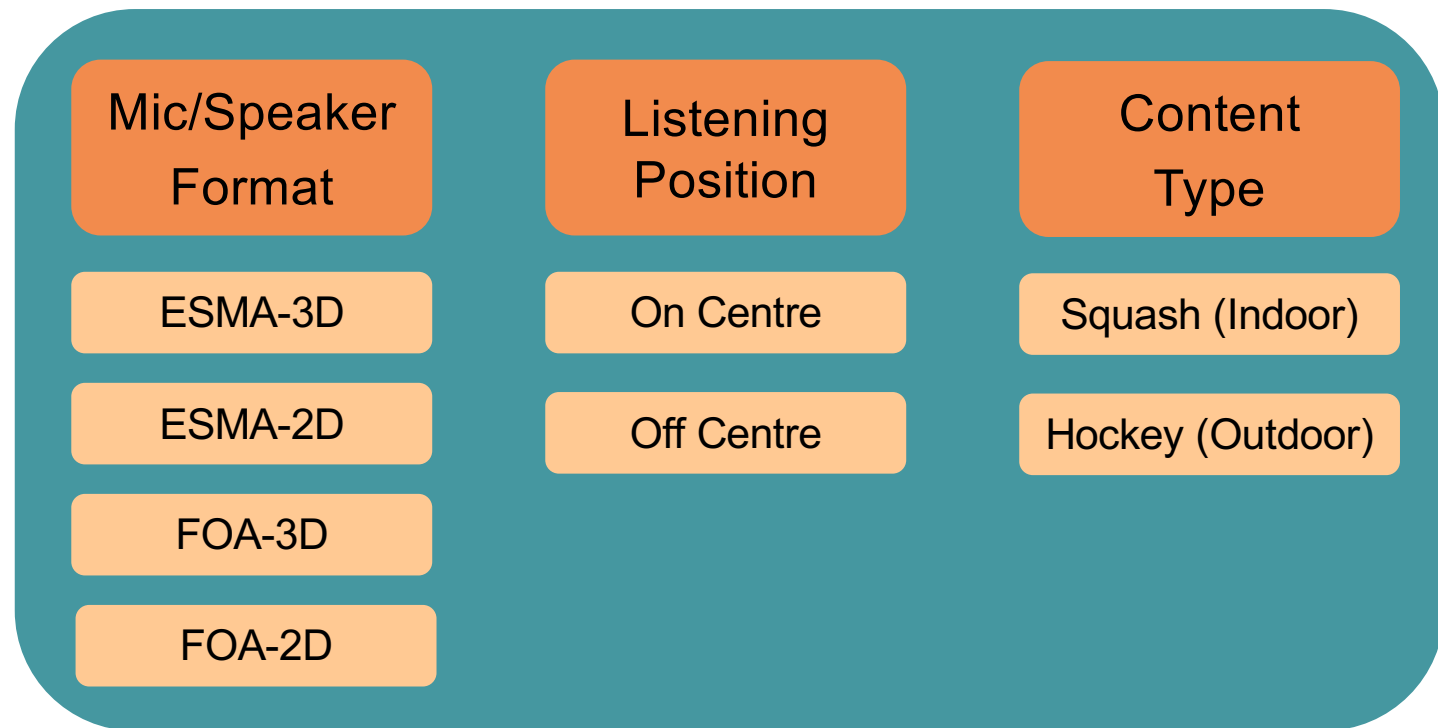 Mic/Speaker
Format
ESMA-3D
ESMA-2D
FOA-3D
FOA-2D
Listening
Position
On Centre
Off Centre
Content
Type
Squash (Indoor)
Hockey (Outdoor)